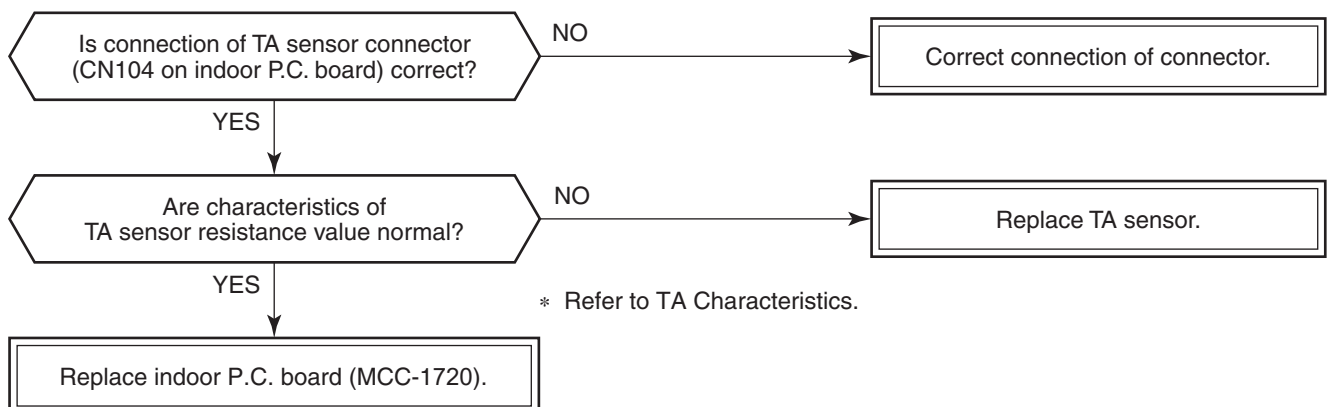 Is connection of TA sensor connector
(CN104 on indoor P.C. board) correct?
NO
Correct connection of connector.
YES
Are characteristics of
TA sensor resistance value normal?
NO
Replace TA sensor.
YES
* Refer to TA Characteristics.
Replace indoor P.C. board (MCC-1720).